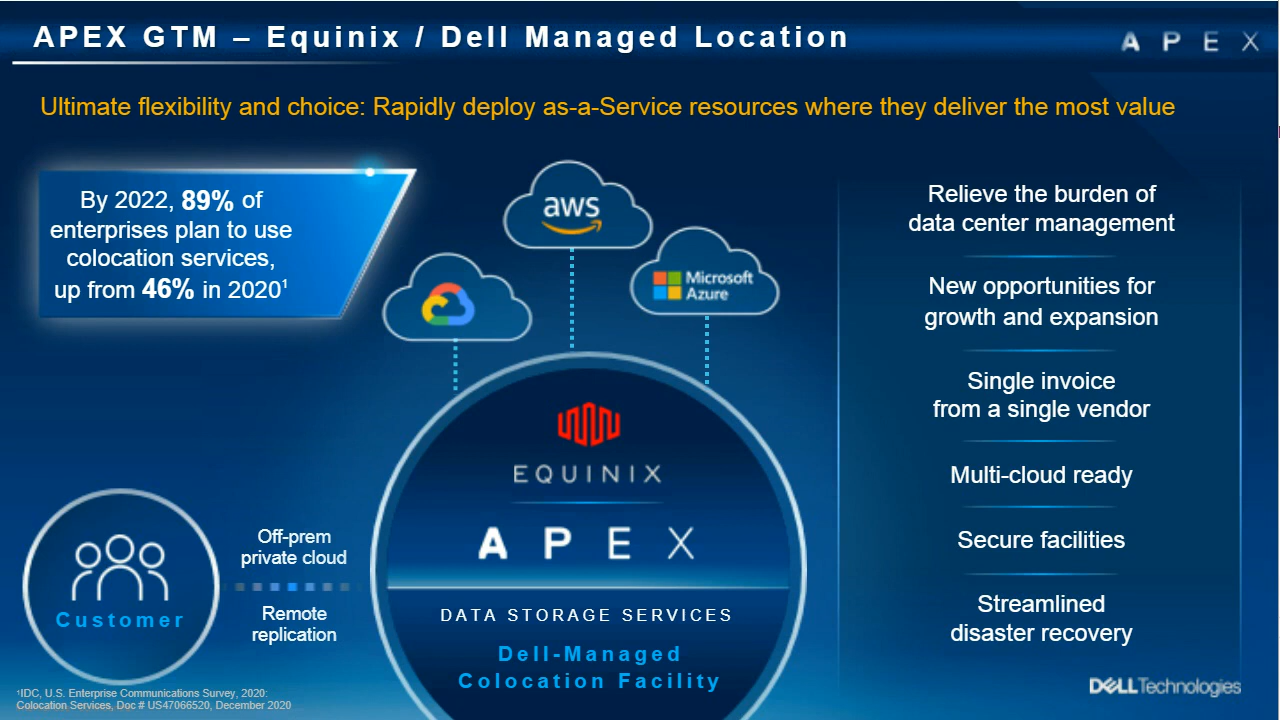 APEX GTM – Equinix / Dell Managed Location
A P E X
Ultimate flexibility and choice: Rapidly deploy as-a-Service resources where they deliver the most value
By 2022, 89% of
enterprises plan to use
colocation services,
up from 46% in 2020¹
aws
Microsoft
Azure
EQUINIX
A P E X
DATA STORAGE SERVICES
Dell-Managed
Colocation Facility
Customer
Off-prem
private cloud
Remote
replication
Relieve the burden of
data center management
New opportunities for
growth and expansion
Single invoice
from a single vendor
Multi-cloud ready
Secure facilities
Streamlined
disaster recovery
¹IDC, U.S. Enterprise Communications Survey, 2020:
Colocation Services, Doc # US47066520, December 2020
DELLTechnologies